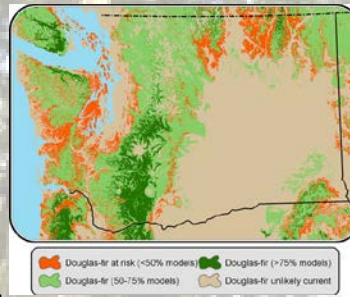 Douglas-fir at risk (<50% models)
Douglas-fir (>75% models)
Douglas-fir (50-75% models)
Douglas-fir unlikely current